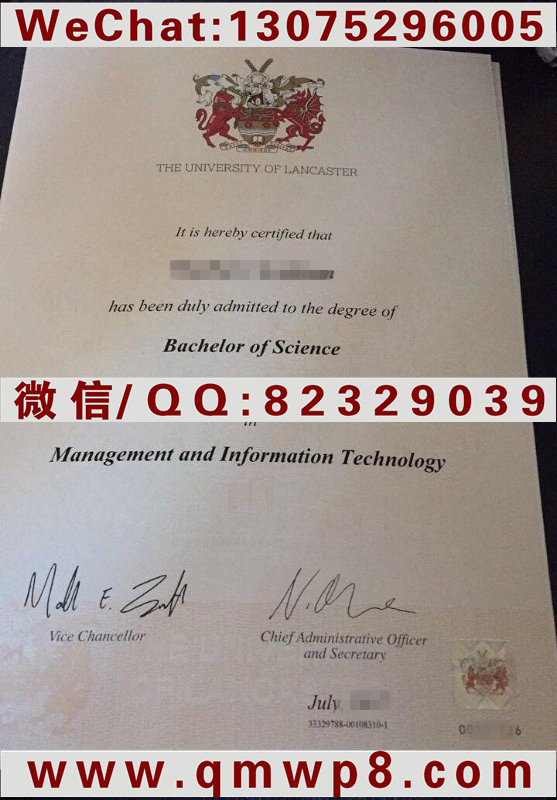 WeChat:13075296005
THE UNIVERSITY OF LANCASTER
It is hereby certified that
has been duly admitted to the degree of
Bachelor of Science
微信/QQ:82329039
in
Management and Information Technology
Vice Chancellor
Chief Administrative Officer
and Secretary
July
33329788-00108310-1
www.qmwp8.com